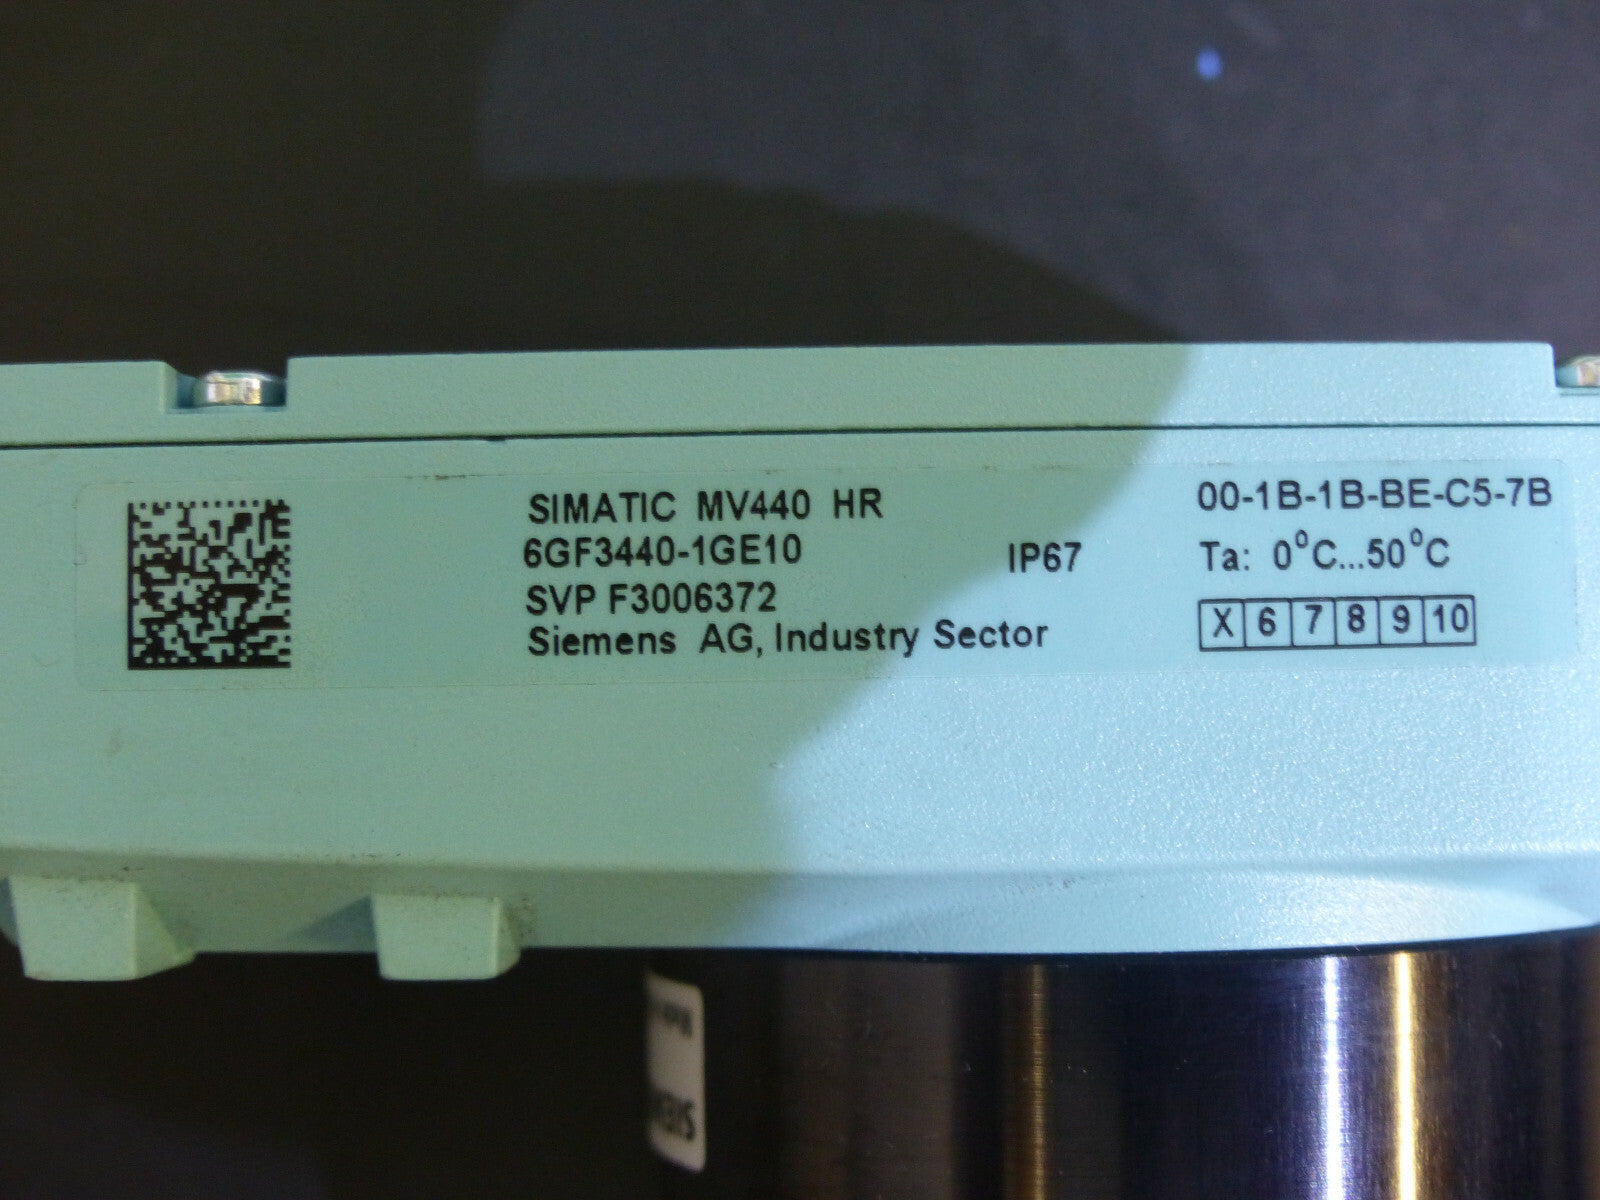 SIMATIC MV440 HR
6GF3440-1GE10
SVP F3006372
Siemens AG, Industry Sector
IP67
00-1B-1B-BE-C5-7B
Ta: 0°C...50°C
X 6 7 8 9 10